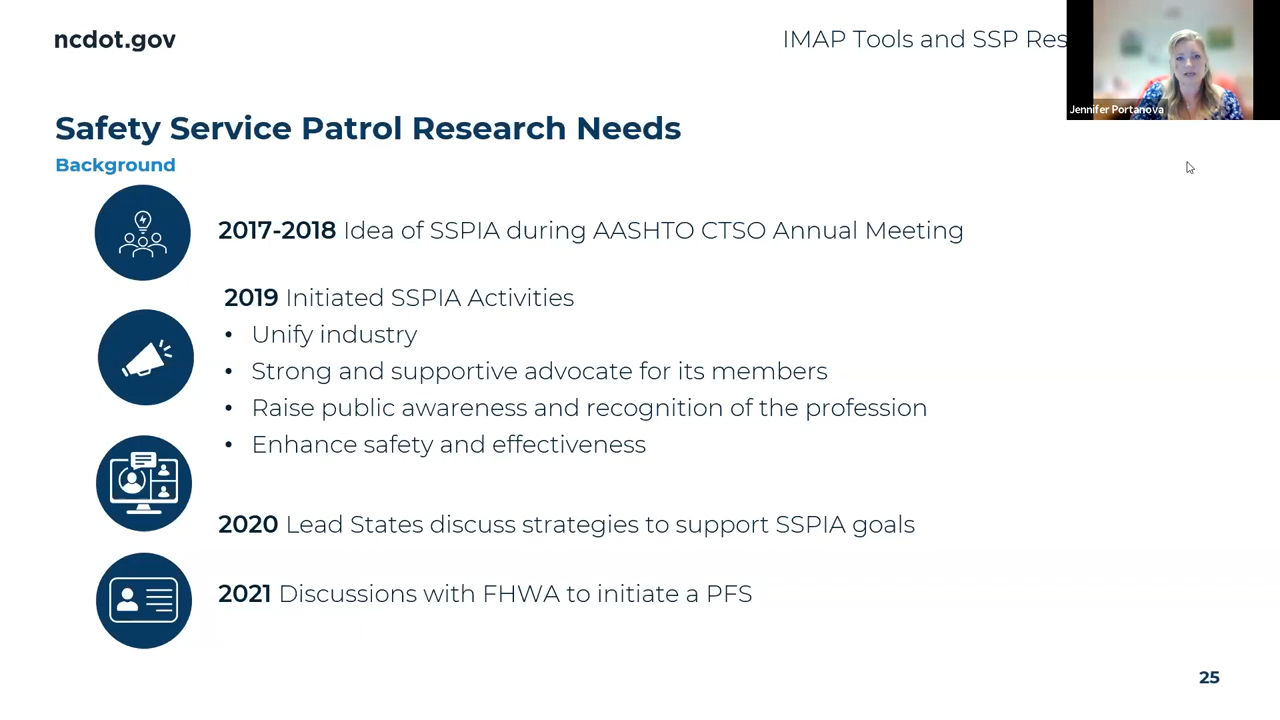 ncdot.gov
IMAP Tools and SSP Res
Jennifer Portanova
Safety Service Patrol Research Needs
Background
2017-2018 Idea of SSPIA during AASHTO CTSO Annual Meeting
2019 Initiated SSPIA Activities
• Unify industry
• Strong and supportive advocate for its members
• Raise public awareness and recognition of the profession
• Enhance safety and effectiveness
2020 Lead States discuss strategies to support SSPIA goals
2021 Discussions with FHWA to initiate a PFS
25